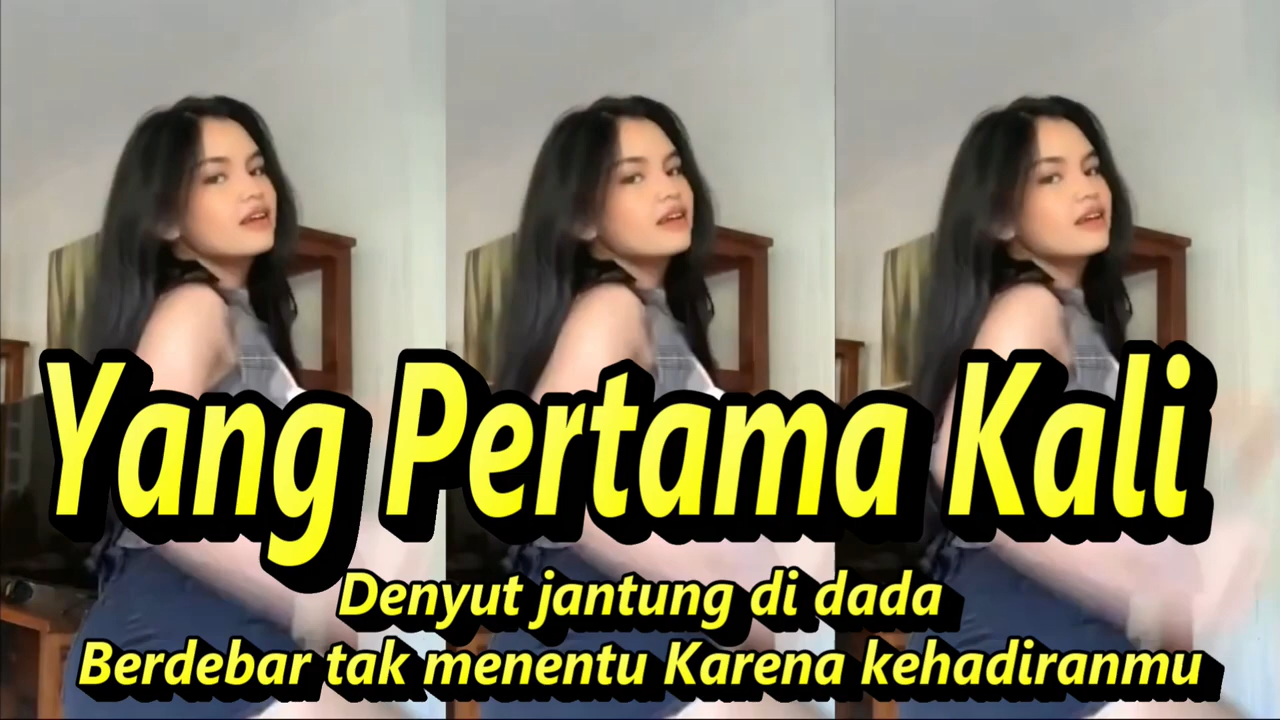 Yang Pertama Kali
Denyut jantung di dada
Berdebar tak menentu Karena kehadiranmu